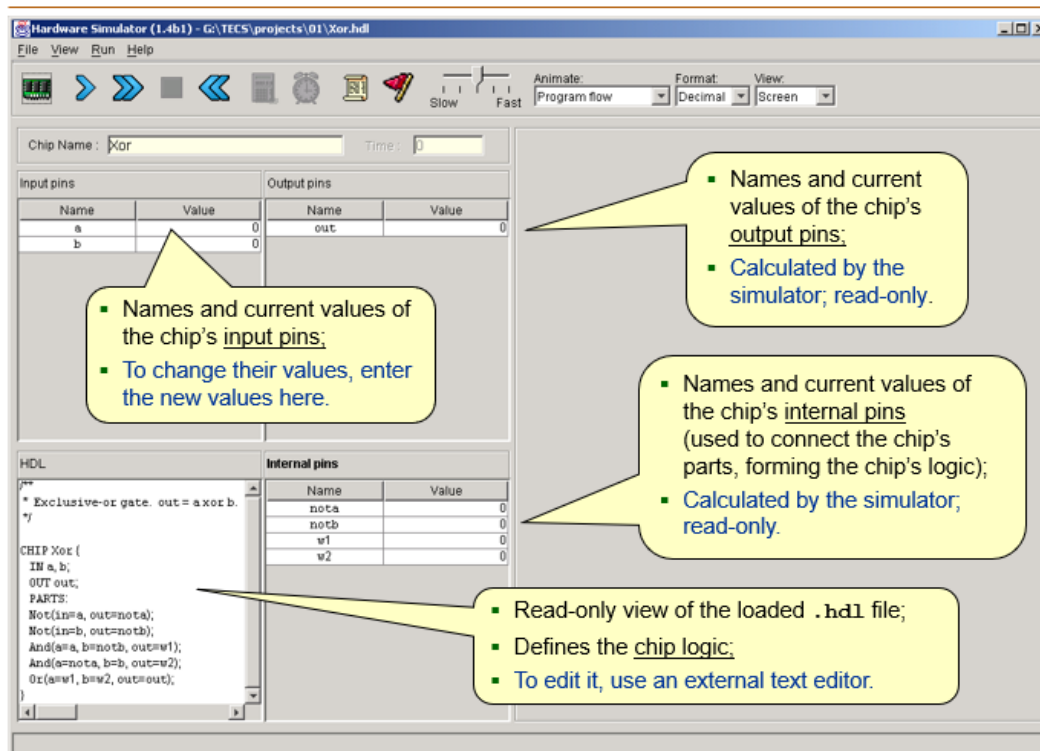 Hardware Simulator (1.4b1) - G:\TECS\projects\01\Xor.hdl
File View Run Help
Slow Fast
Animate:
Program flow
Format:
Decimal
View:
Screen
Chip Name : Xor
Time : 0
Input pins
Name Value
a 0
b 0
Output pins
Name Value
out 0
▪ Names and current
values of the chip's
output pins;
▪ Calculated by the
simulator; read-only.
▪ Names and current values of
the chip's input pins;
▪ To change their values, enter
the new values here.
▪ Names and current values of
the chip's internal pins
(used to connect the chip's
parts, forming the chip's logic);
▪ Calculated by the simulator;
read-only.
HDL
/**
* Exclusive-or gate. out = a xor b.
*/
CHIP Xor {
IN a, b;
OUT out;
PARTS:
Not(in=a, out=nota);
Not(in=b, out=notb);
And(a=a, b=notb, out=w1);
And(a=nota, b=b, out=w2);
Or(a=w1, b=w2, out=out);
}
Internal pins
Name Value
nota 0
notb 0
w1 0
w2 0
▪ Read-only view of the loaded .hdl file;
▪ Defines the chip logic;
▪ To edit it, use an external text editor.